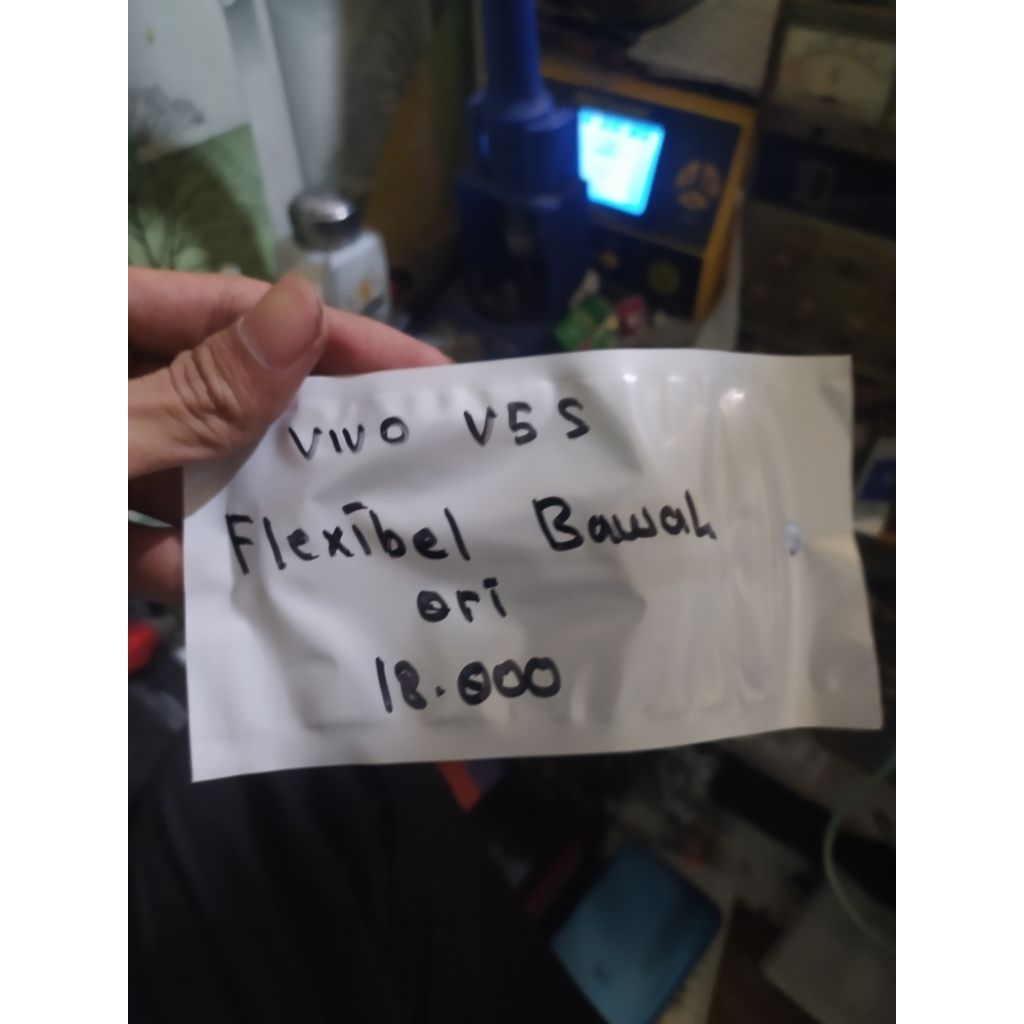 VIVO V5S
Flexibel Bawah
ori
18.000